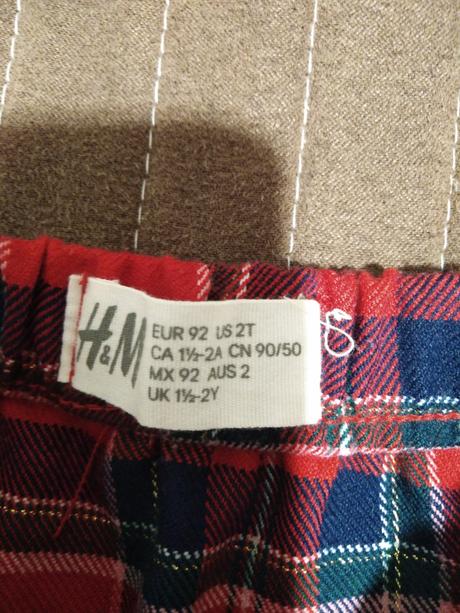 H&M
EUR 92 US 2T
CA 1½-2A CN 90/50
MX 92 AUS 2
UK 1½-2Y